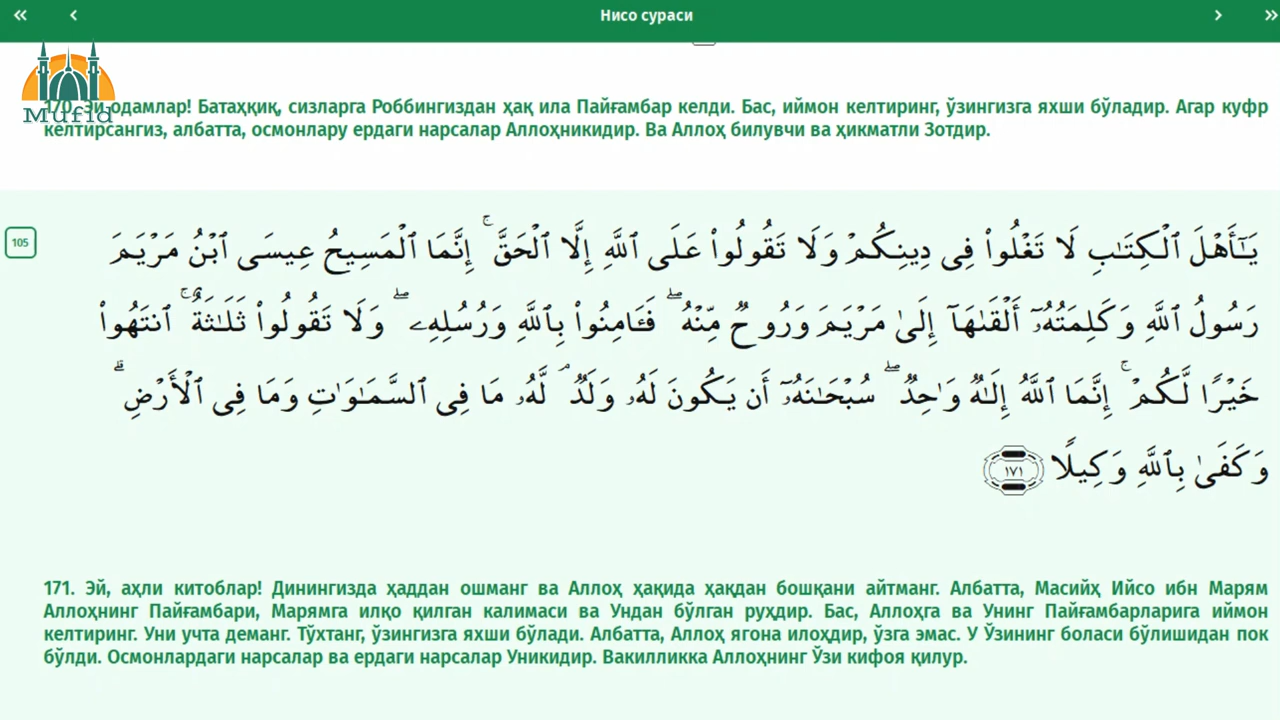 Нисо сураси
Mufid
170. Эй одамлар! Батаҳқиқ, сизларга Роббингиздан ҳақ ила Пайғамбар келди. Бас, иймон келтиринг, ўзингизга яхши бўладир. Агар куфр
келтирсангиз, албатта, осмонлару ердаги нарсалар Аллоҳникидир. Ва Аллоҳ билувчи ва ҳикматли Зотдир.
105
يَـٰٓأَهْلَ ٱلْكِتَـٰبِ لَا تَغْلُوا۟ فِى دِينِكُمْ وَلَا تَقُولُوا۟ عَلَى ٱللَّهِ إِلَّا ٱلْحَقَّ ۚ إِنَّمَا ٱلْمَسِيحُ عِيسَى ٱبْنُ مَرْيَمَ
رَسُولُ ٱللَّهِ وَكَلِمَتُهُۥٓ أَلْقَىٰهَآ إِلَىٰ مَرْيَمَ وَرُوحٌ مِّنْهُ ۖ فَـَٔامِنُوا۟ بِٱللَّهِ وَرُسُلِهِۦ ۖ وَلَا تَقُولُوا۟ ثَلَـٰثَةٌ ۚ ٱنتَهُوا۟
خَيْرًا لَّكُمْ ۚ إِنَّمَا ٱللَّهُ إِلَـٰهٌ وَٰحِدٌ ۖ سُبْحَـٰنَهُۥٓ أَن يَكُونَ لَهُۥ وَلَدٌ ۘ لَّهُۥ مَا فِى ٱلسَّمَـٰوَٰتِ وَمَا فِى ٱلْأَرْضِ ۗ
وَكَفَىٰ بِٱللَّهِ وَكِيلًا ١٧١
171. Эй, аҳли китоблар! Динингизда ҳаддан ошманг ва Аллоҳ ҳақида ҳақдан бошқани айтманг. Албатта, Масийҳ Ийсо ибн Марям
Аллоҳнинг Пайғамбари, Марямга илқо қилган калимаси ва Ундан бўлган руҳдир. Бас, Аллоҳга ва Унинг Пайғамбарларига иймон
келтиринг. Уни учта деманг. Тўхтанг, ўзингизга яхши бўлади. Албатта, Аллоҳ ягона илоҳдир, ўзга эмас. У Ўзининг боласи бўлишидан пок
бўлди. Осмонлардаги нарсалар ва ердаги нарсалар Уникидир. Вакилликка Аллоҳнинг Ўзи кифоя қилур.